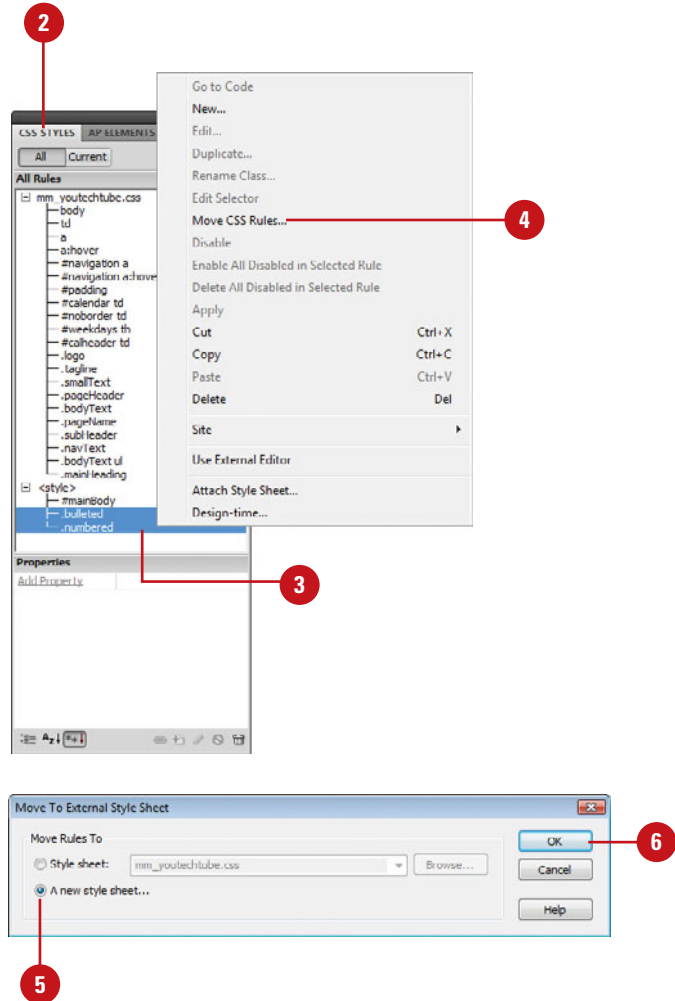 2
Go to Code
New...
Edit...
Duplicate...
Rename Class...
Edit Selector
Move CSS Rules...
4
Disable
Enable All Disabled in Selected Rule
Delete All Disabled in Selected Rule
Apply
Cut Ctrl+X
Copy Ctrl+C
Paste Ctrl+V
Delete Del
Site
Use External Editor
Attach Style Sheet...
Design-time...
CSS STYLES AP ELEMENTS
All Current
All Rules
mm_youtechtube.css
body
td
a
a:hover
#navigation a
#navigation a:hove
#padding
#calendar td
#noborder td
#weekdays th
#calheader td
.logo
.tagline
.smallText
.pageHeader
.bodyText
.pageName
.subHeader
.navText
.bodyText ul
.mainHeading
<style>
#mainBody
.bulleted
.numbered
3
Properties
Add Property
Move To External Style Sheet
Move Rules To
Style sheet: mm_youtechtube.css Browse...
A new style sheet...
OK
Cancel
Help
6
5